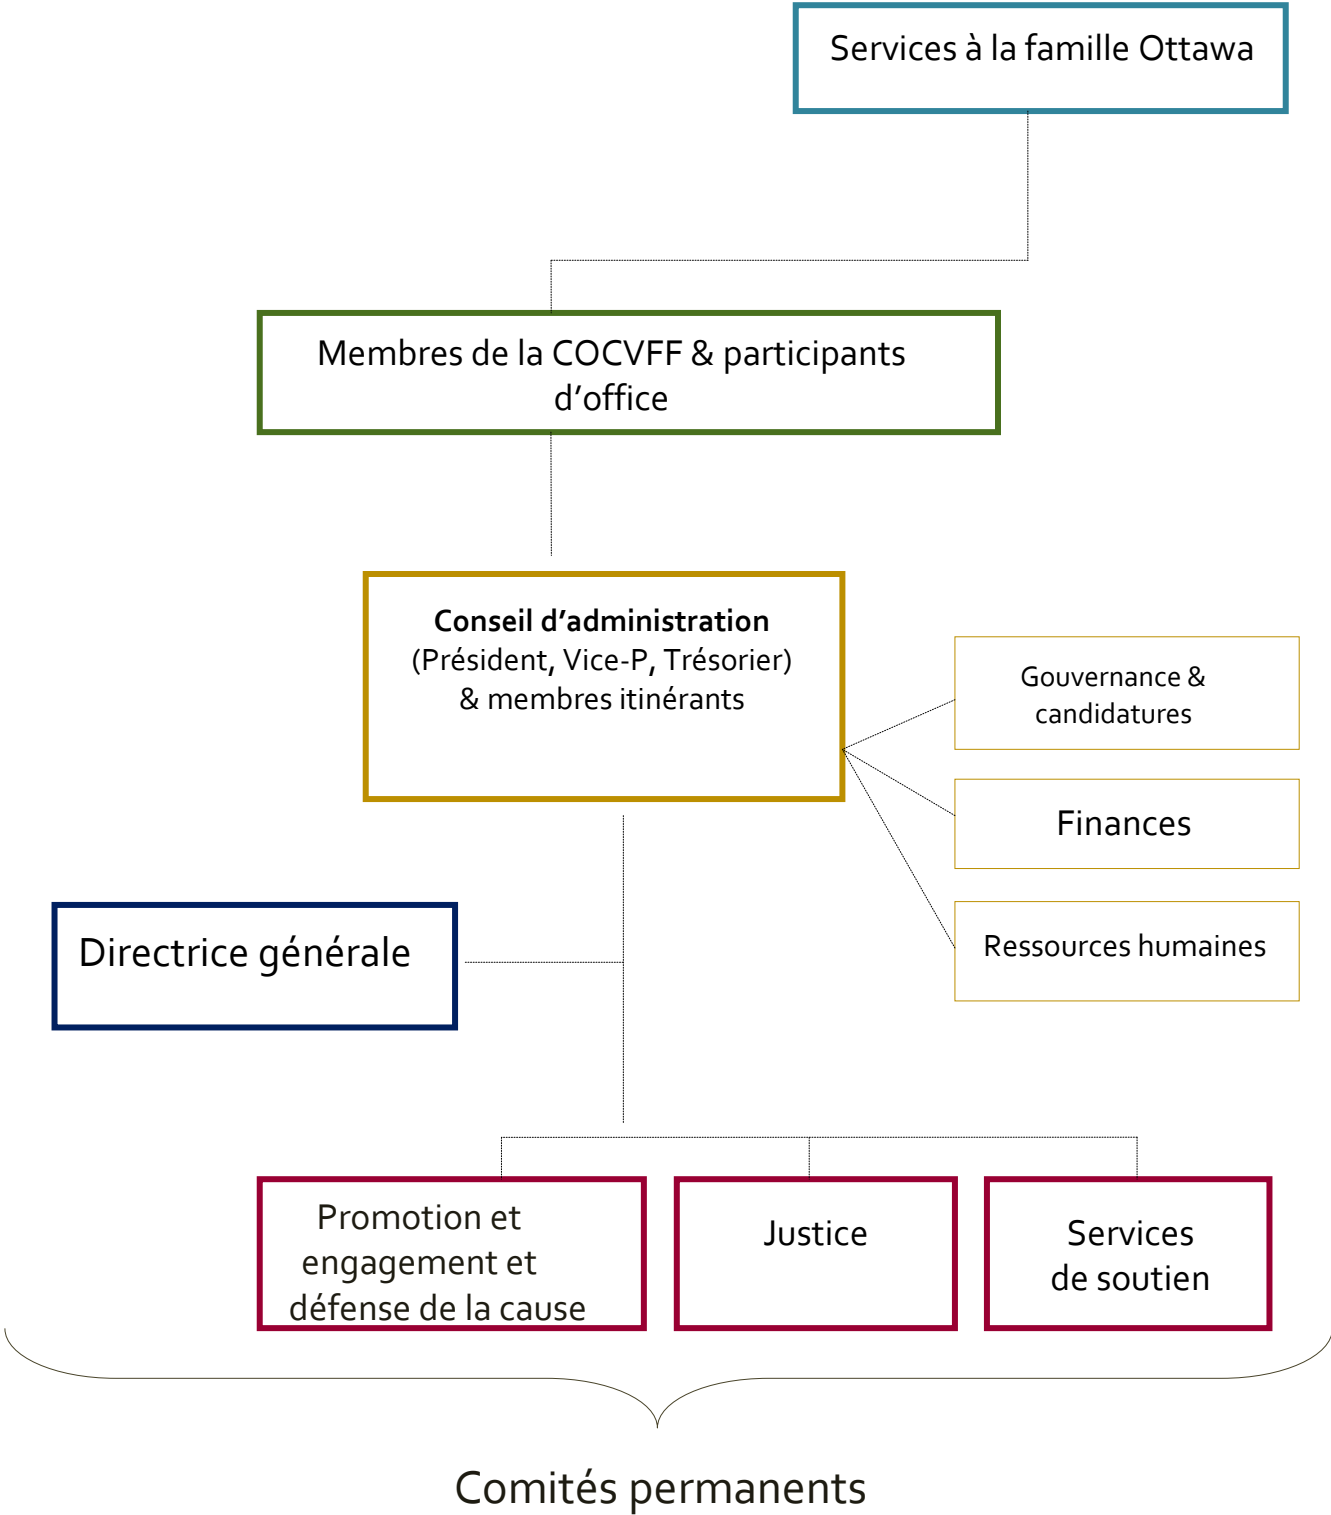 Services à la famille Ottawa
Membres de la COCVFF & participants
d’office
Conseil d’administration
(Président, Vice-P, Trésorier)
& membres itinérants
Gouvernance &
candidatures
Finances
Ressources humaines
Directrice générale
Promotion et
engagement et
défense de la cause
Justice
Services
de soutien
Comités permanents